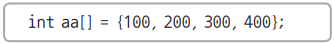 int aa[] = {100, 200, 300, 400};